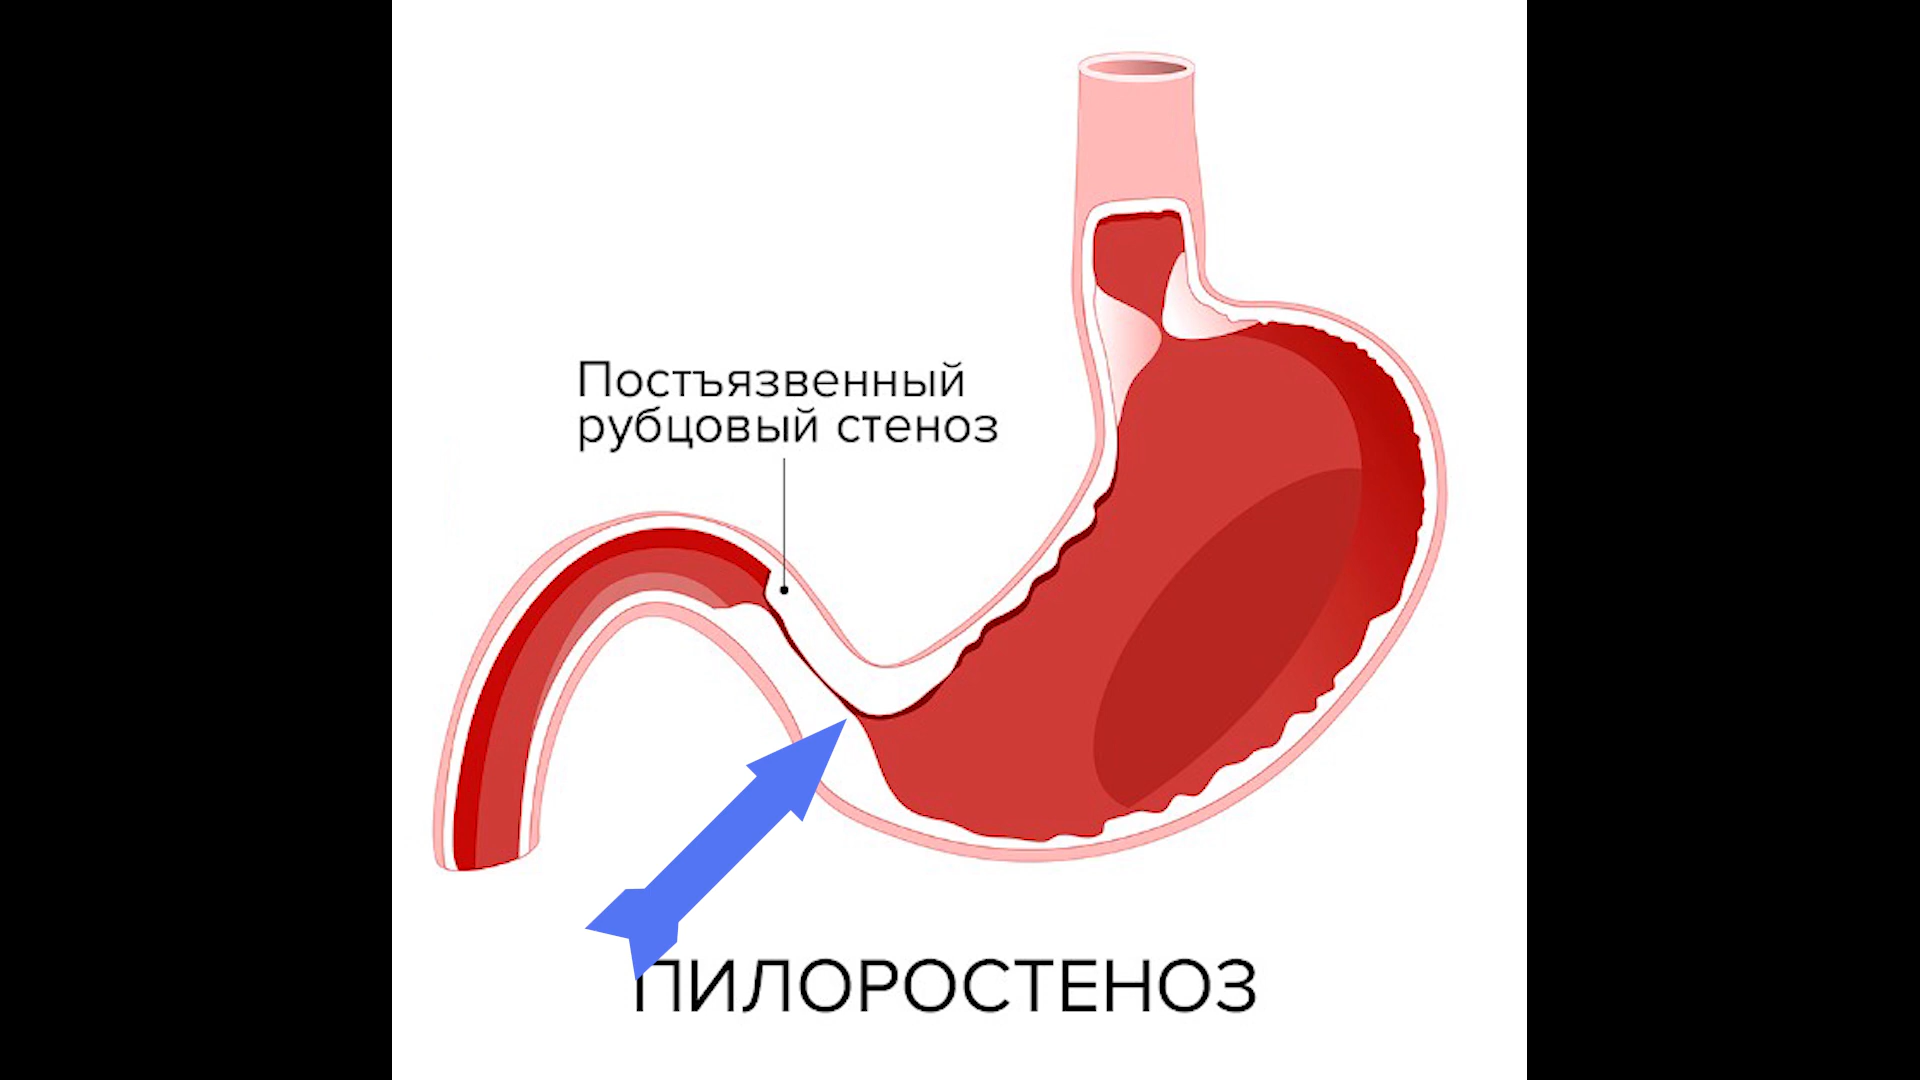 Постъязвенный
рубцовый стеноз
ПИЛОРОСТЕНОЗ